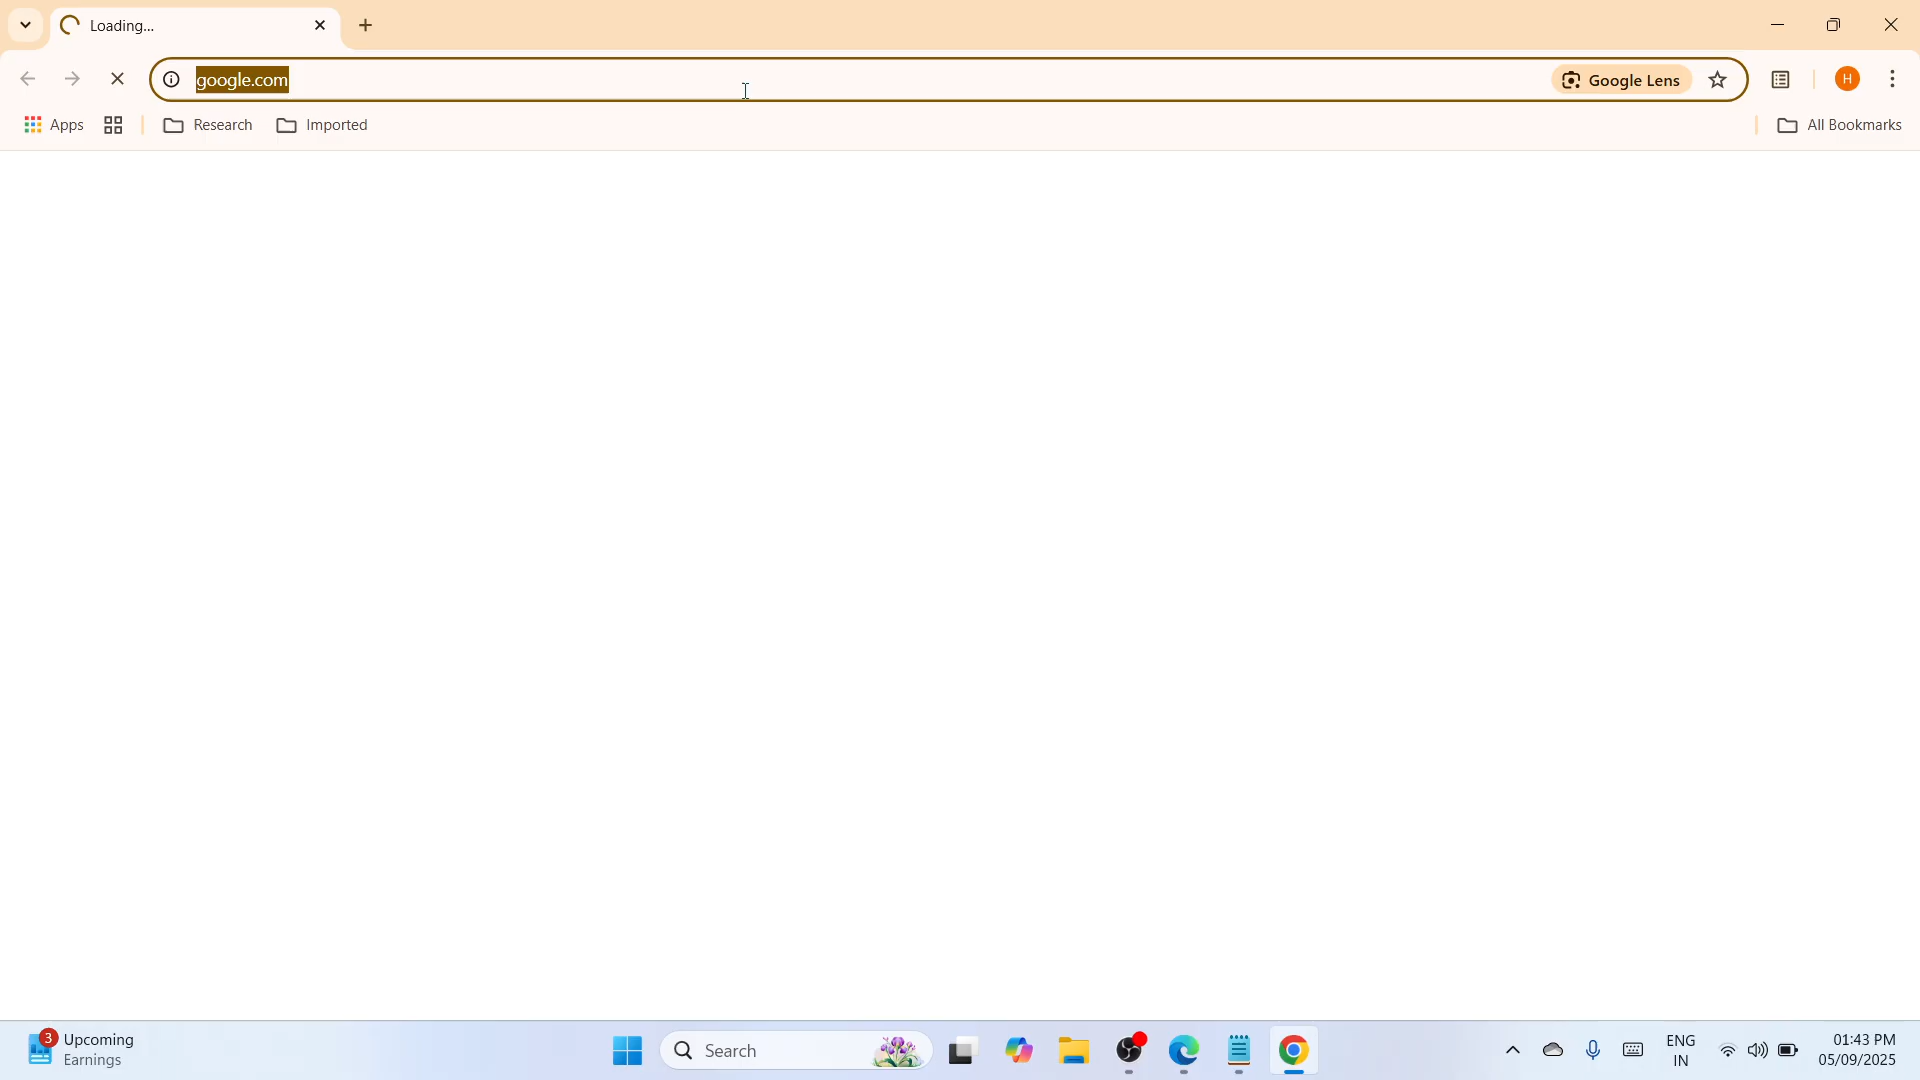 Loading...
google.com
Google Lens
H
Apps
Research
Imported
All Bookmarks
3
Upcoming
Earnings
Search
ENG
IN
01:43 PM
05/09/2025